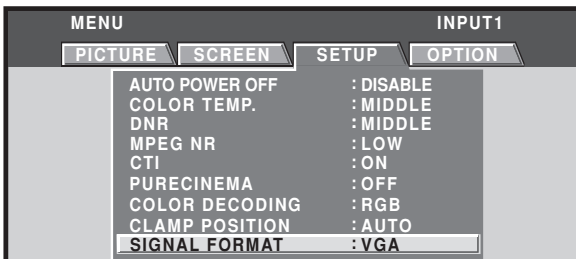 MENU INPUT1
PICTURE SCREEN SETUP OPTION
AUTO POWER OFF : DISABLE
COLOR TEMP. : MIDDLE
DNR : MIDDLE
MPEG NR : LOW
CTI : ON
PURECINEMA : OFF
COLOR DECODING : RGB
CLAMP POSITION : AUTO
SIGNAL FORMAT : VGA